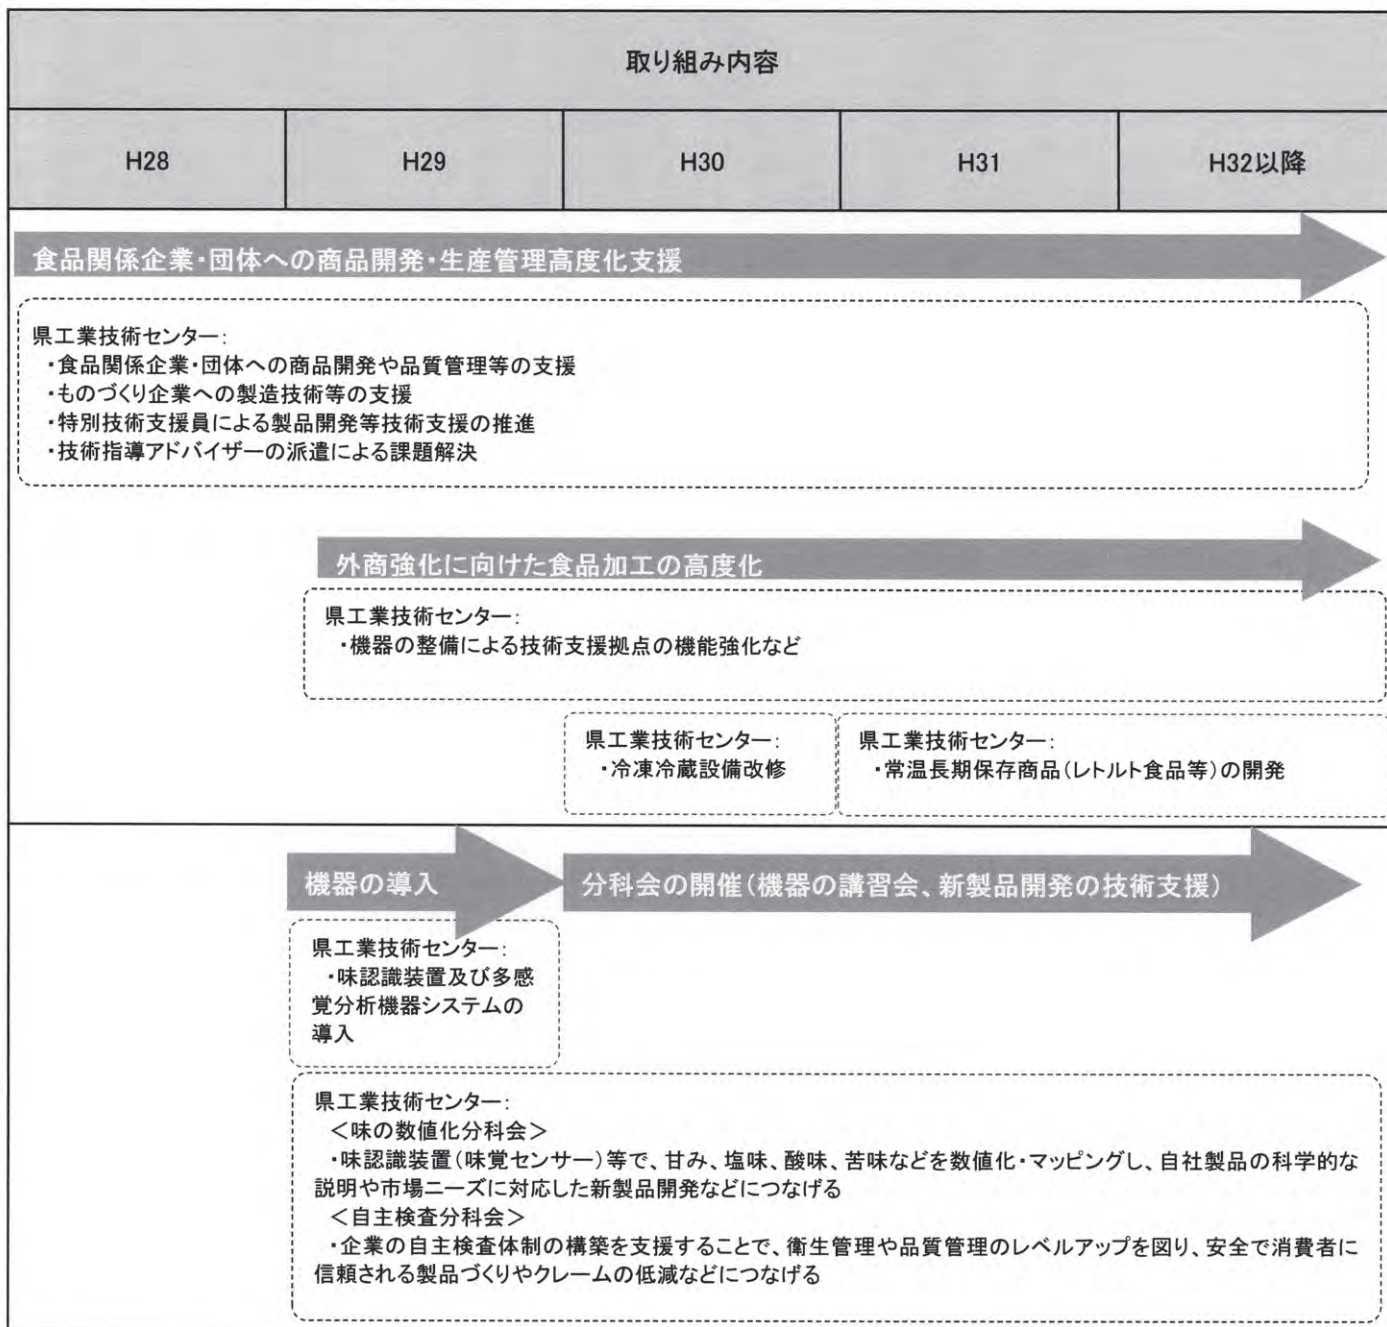 取り組み内容
H28
H29
H30
H31
H32以降
食品関係企業・団体への商品開発・生産管理高度化支援
県工業技術センター：
・食品関係企業・団体への商品開発や品質管理等の支援
・ものづくり企業への製造技術等の支援
・特別技術支援員による製品開発等技術支援の推進
・技術指導アドバイザーの派遣による課題解決
外商強化に向けた食品加工の高度化
県工業技術センター：
・機器の整備による技術支援拠点の機能強化など
県工業技術センター：
・冷凍冷蔵設備改修
県工業技術センター：
・常温長期保存商品（レトルト食品等）の開発
機器の導入
分科会の開催（機器の講習会、新製品開発の技術支援）
県工業技術センター：
・味認識装置及び多感
覚分析機器システムの
導入
県工業技術センター：
＜味の数値化分科会＞
・味認識装置（味覚センサー）等で、甘み、塩味、酸味、苦味などを数値化・マッピングし、自社製品の科学的な
説明や市場ニーズに対応した新製品開発などにつなげる
＜自主検査分科会＞
・企業の自主検査体制の構築を支援することで、衛生管理や品質管理のレベルアップを図り、安全で消費者に
信頼される製品づくりやクレームの低減などにつなげる